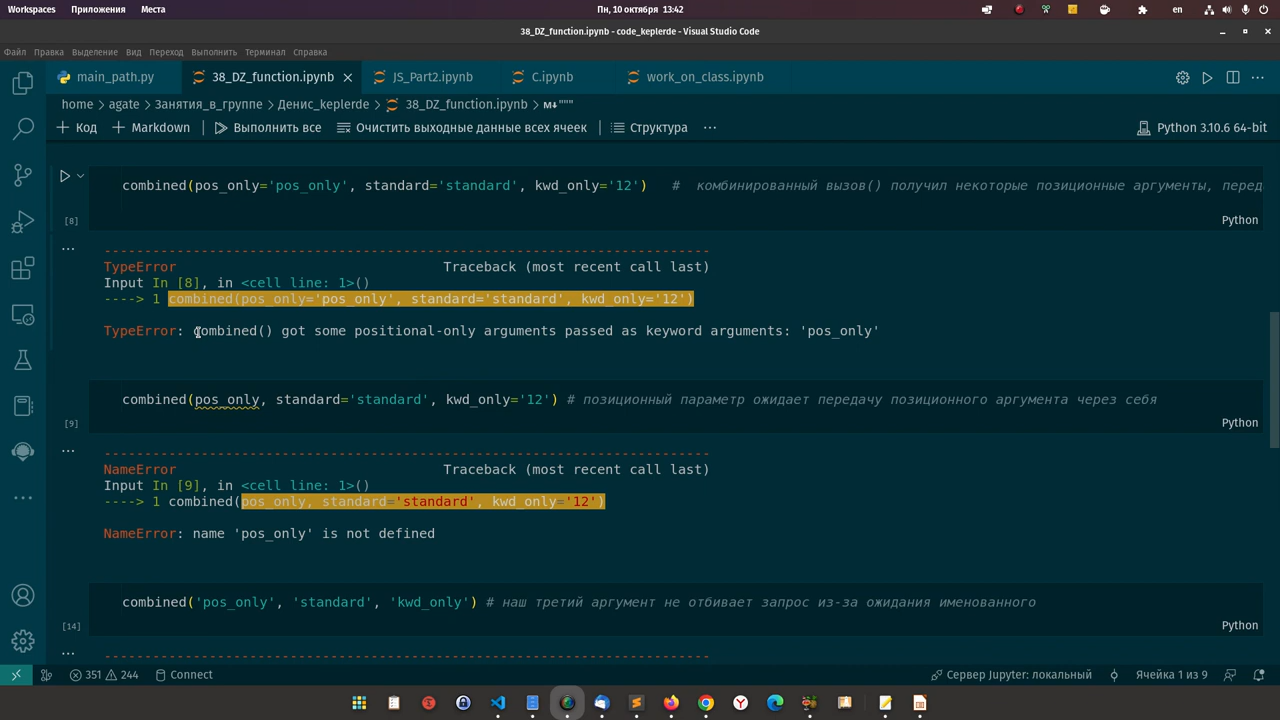 Workspaces Приложения Места Пн, 10 октября 13:42 en
38_DZ_function.ipynb - code_keplerde - Visual Studio Code
Файл Правка Выделение Вид Переход Выполнить Терминал Справка
main_path.py 38_DZ_function.ipynb JS_Part2.ipynb C.ipynb work_on_class.ipynb
home > agate > Занятия_в_группе > Денис_keplerde > 38_DZ_function.ipynb > M↓"""
+ Код + Markdown Выполнить все Очистить выходные данные всех ячеек Структура ... Python 3.10.6 64-bit
combined(pos_only='pos_only', standard='standard', kwd_only='12') # комбинированный вызов() получил некоторые позиционные аргументы, перед
[8] Python
...
---------------------------------------------------------------------------
TypeError Traceback (most recent call last)
Input In [8], in <cell line: 1>()
----> 1 combined(pos_only='pos_only', standard='standard', kwd_only='12')
TypeError: combined() got some positional-only arguments passed as keyword arguments: 'pos_only'
combined(pos_only, standard='standard', kwd_only='12') # позиционный параметр ожидает передачу позиционного аргумента через себя
[9] Python
...
---------------------------------------------------------------------------
NameError Traceback (most recent call last)
Input In [9], in <cell line: 1>()
----> 1 combined(pos_only, standard='standard', kwd_only='12')
NameError: name 'pos_only' is not defined
combined('pos_only', 'standard', 'kwd_only') # наш третий аргумент не отбивает запрос из-за ожидания именованного
[14] Python
...
---------------------------------------------------------------------------
351 244 Connect Сервер Jupyter: локальный Ячейка 1 из 9